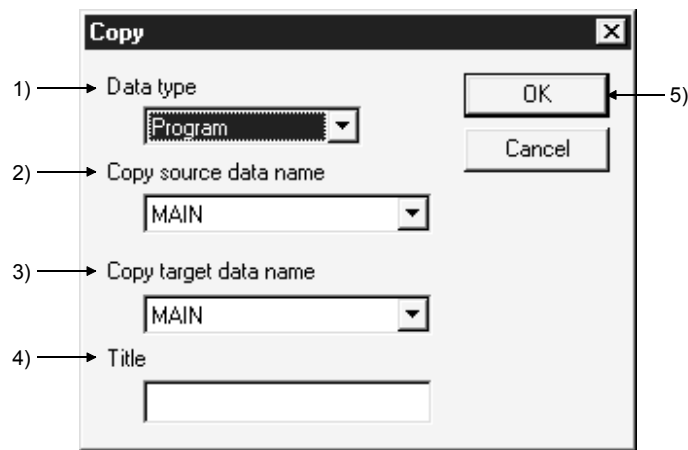 Copy
1) Data type
OK 5)
Program
Cancel
2) Copy source data name
MAIN
3) Copy target data name
MAIN
4) Title